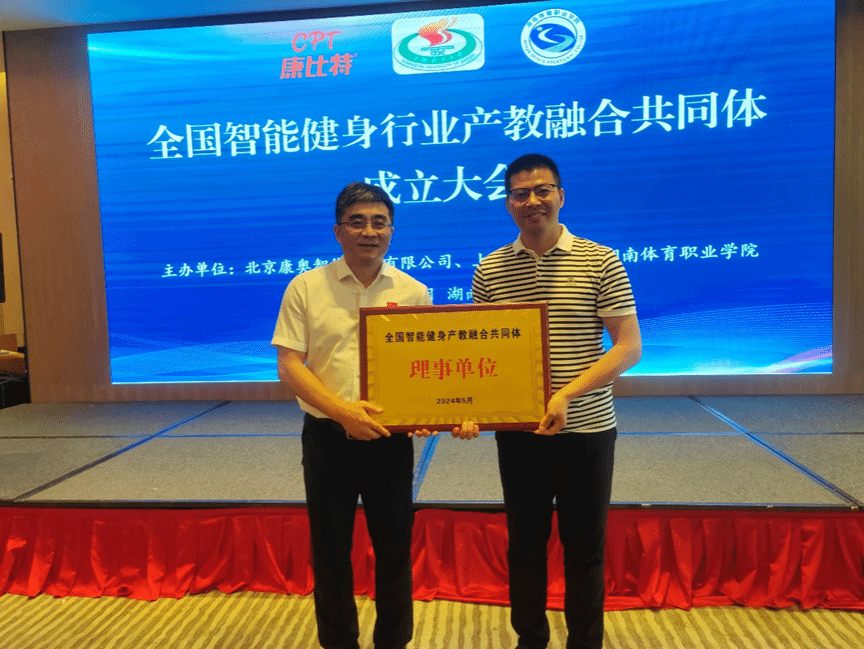 CPT
康比特
全国智能健身行业产教融合共同体
成立大会
主办单位：北京康奥智 有限公司、上 南体育职业学院
湖南
全国智能健身产教融合共同体
理事单位
2024年5月